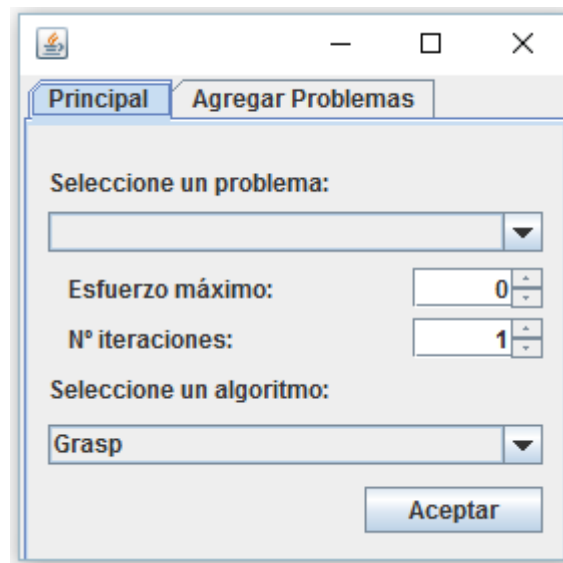 Principal Agregar Problemas
Seleccione un problema:
Esfuerzo máximo: 0
Nº iteraciones: 1
Seleccione un algoritmo:
Grasp
Aceptar